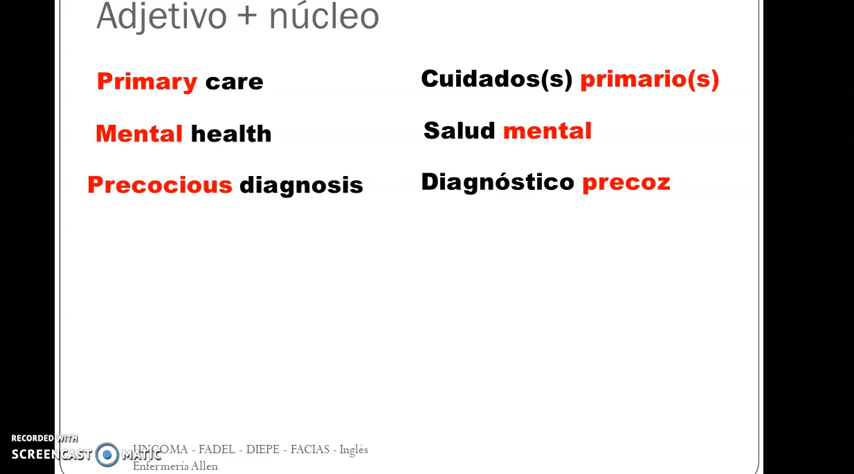 Adjetivo + núcleo
Primary care
Cuidados(s) primario(s)
Mental health
Salud mental
Precocious diagnosis
Diagnóstico precoz
UNCOMA - FADEL - DIEPE - FACIAS - Inglés
Enfermería Allen
RECORDED WITH
SCREENCAST MATIC